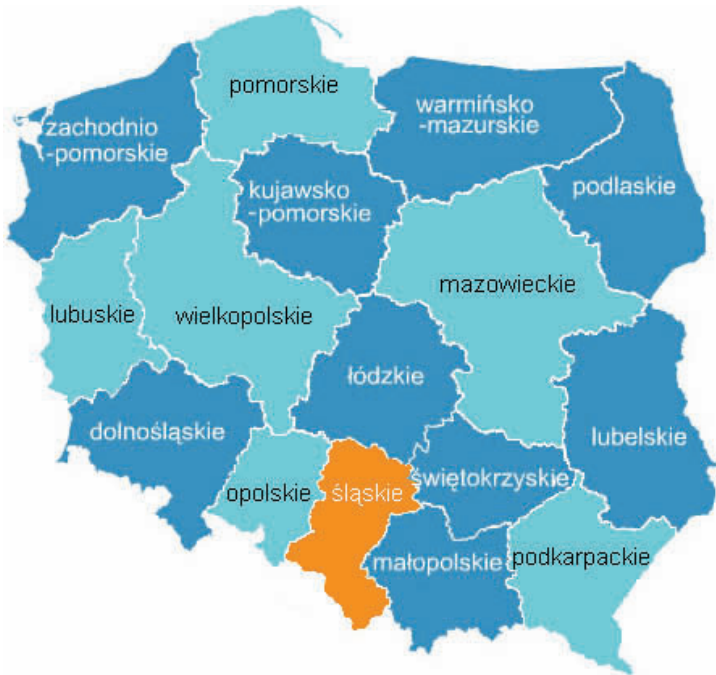 pomorskie
warmińsko
-mazurskie
zachodnio
-pomorskie
kujawsko
-pomorskie
podlaskie
mazowieckie
lubuskie
wielkopolskie
łódzkie
dolnośląskie
lubelskie
opolskie
śląskie
świętokrzyskie
małopolskie
podkarpackie